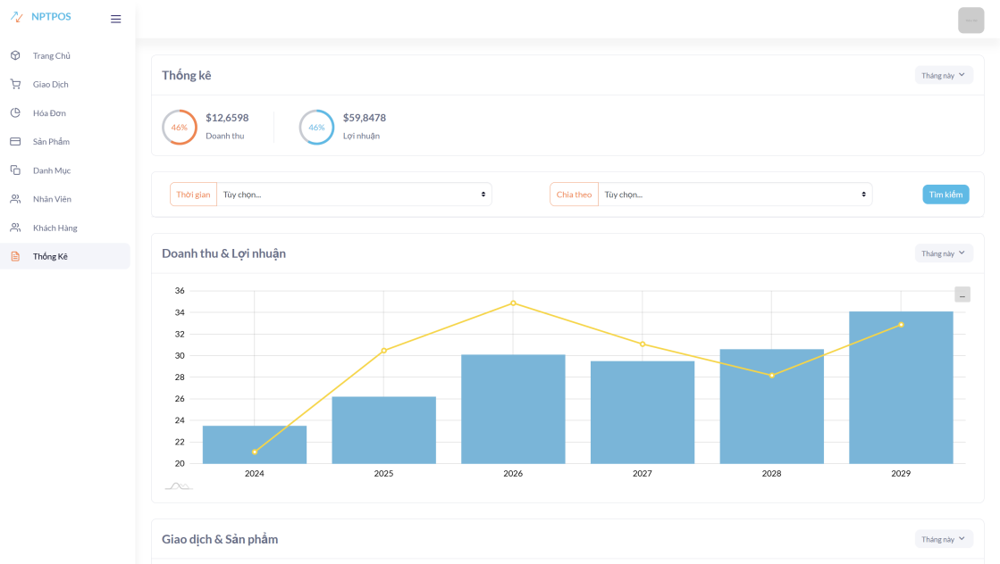 NPTPOS
Trang Chủ
Giao Dịch
Hóa Đơn
Sản Phẩm
Danh Mục
Nhân Viên
Khách Hàng
Thống Kê
Thống kê
Tháng này
46%
$12,6598
Doanh thu
46%
$59,8478
Lợi nhuận
Thời gian Tùy chọn...
Chia theo Tùy chọn...
Tìm kiếm
Doanh thu & Lợi nhuận
Tháng này
...
36
34
32
30
28
26
24
22
20
2024 2025 2026 2027 2028 2029
Giao dịch & Sản phẩm
Tháng này